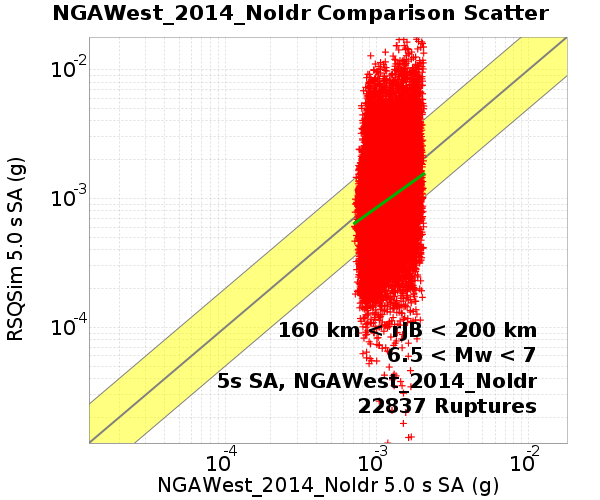 NGAWest_2014_NoIdr Comparison Scatter
RSQSim 5.0 s SA (g)
10-2
10-3
10-4
160 km < rJB < 200 km
6.5 < Mw < 7
5s SA, NGAWest_2014_NoIdr
22837 Ruptures
10-4
10-3
10-2
NGAWest_2014_NoIdr 5.0 s SA (g)